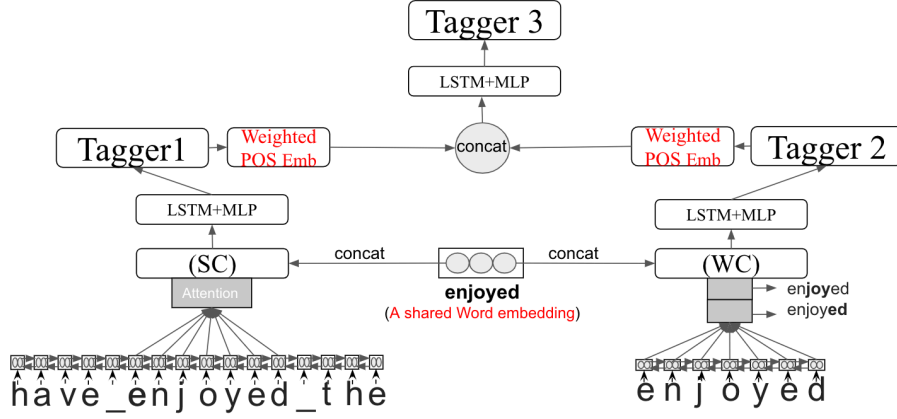 Tagger 3
LSTM+MLP
Tagger1
Weighted
POS Emb
concat
Weighted
POS Emb
Tagger 2
LSTM+MLP
LSTM+MLP
(SC)
concat
concat
(WC)
Attention
enjoyed
(A shared Word embedding)
enjoyed
enjoyed
have_enjoyed_the
enjoyed